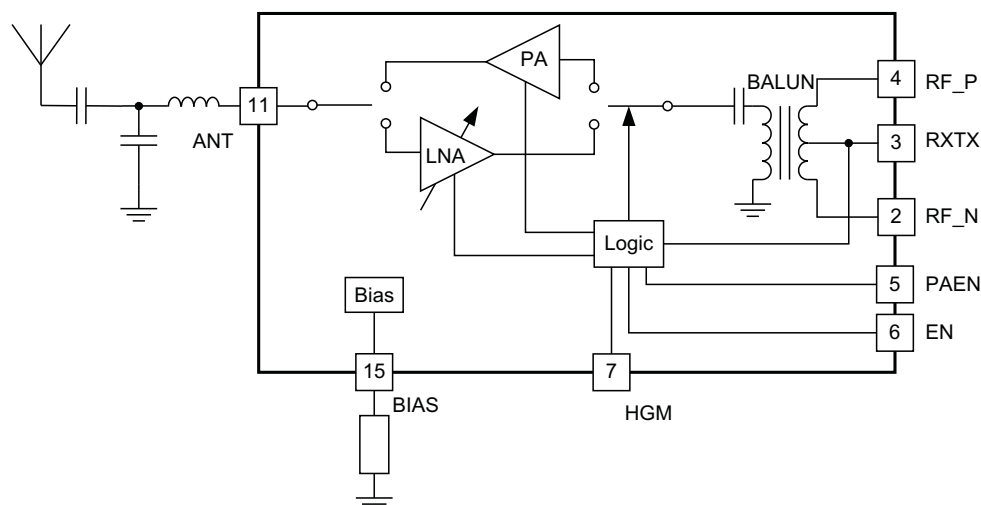 PA
BALUN
4 RF_P
11
ANT
LNA
3 RXTX
2 RF_N
Logic
5 PAEN
Bias
6 EN
15
BIAS
7
HGM